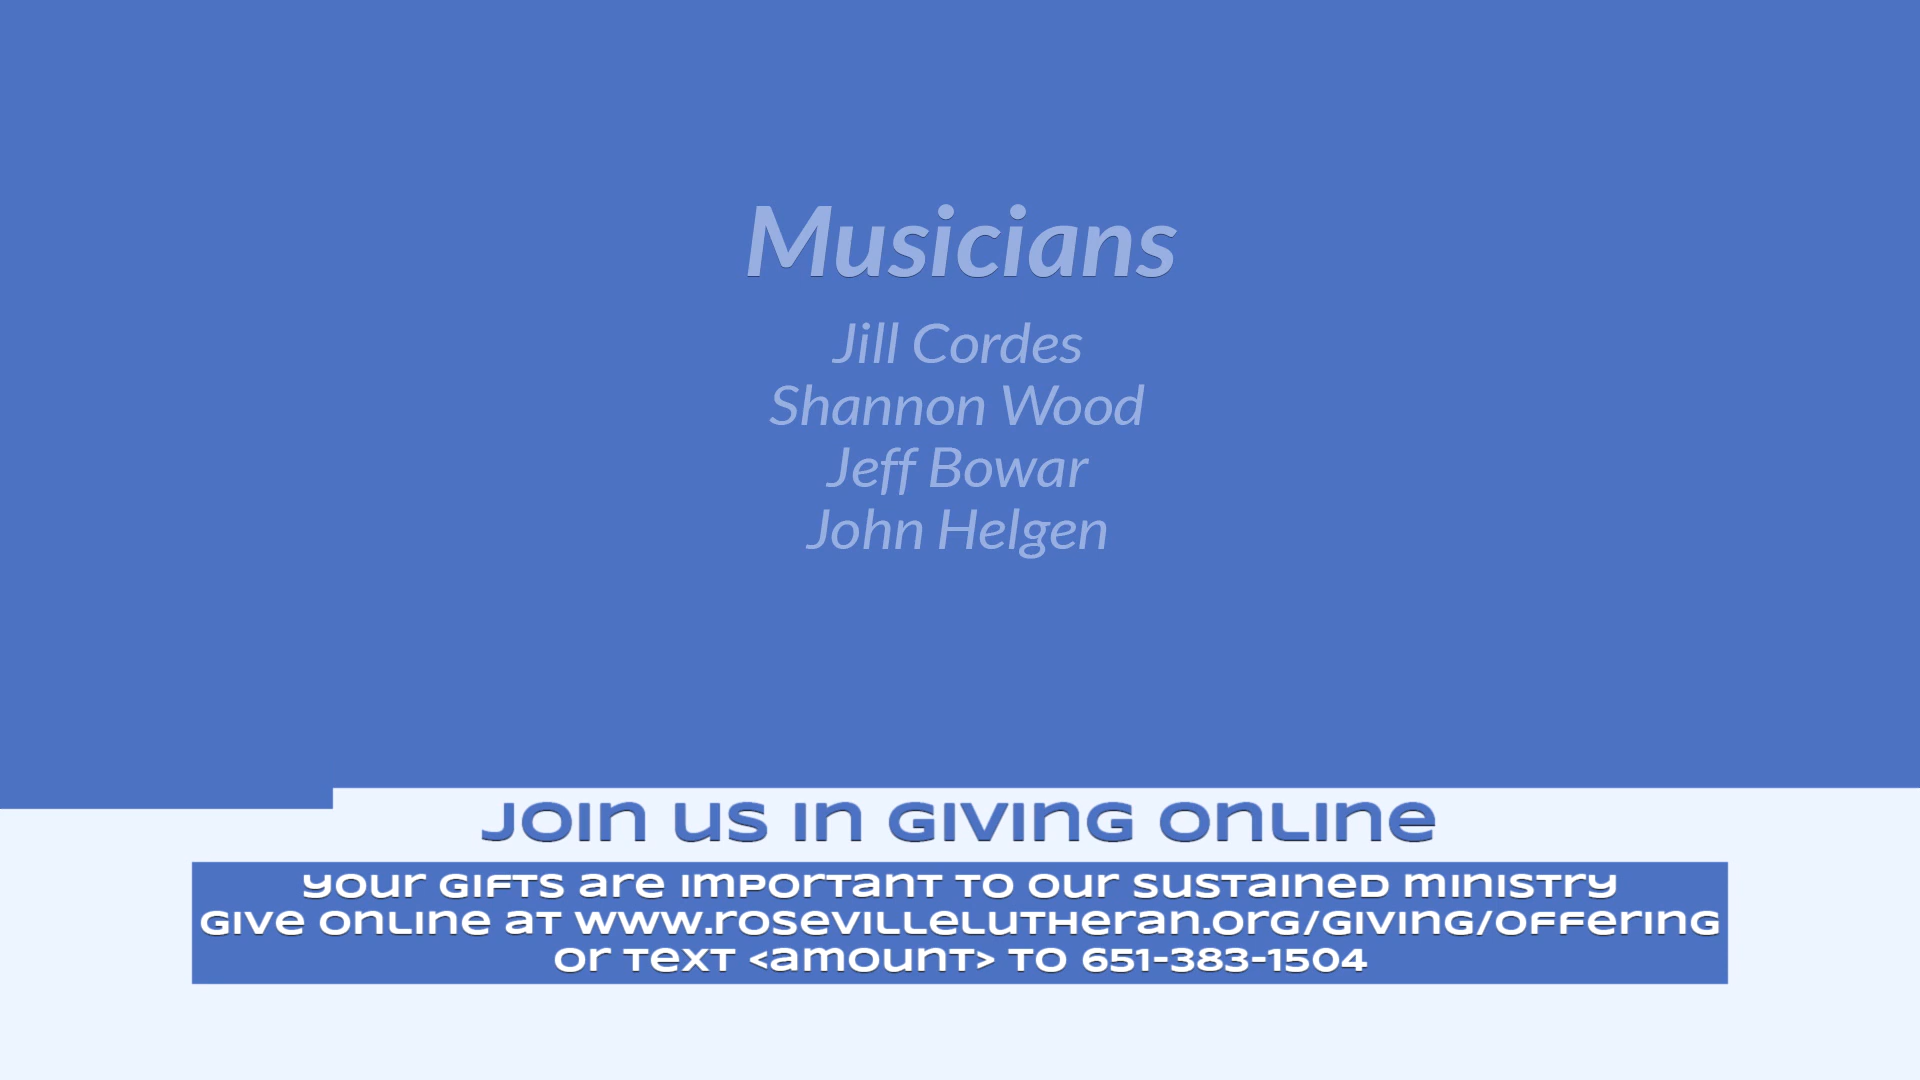 Musicians
Jill Cordes
Shannon Wood
Jeff Bowar
John Helgen
JOIN US IN GIVING ONLINE
YOUR GIFTS ARE IMPORTANT TO OUR SUSTAINED MINISTRY
GIVE ONLINE AT WWW.ROSEVILLELUTHERAN.ORG/GIVING/OFFERING
OR TEXT <AMOUNT> TO 651-383-1504